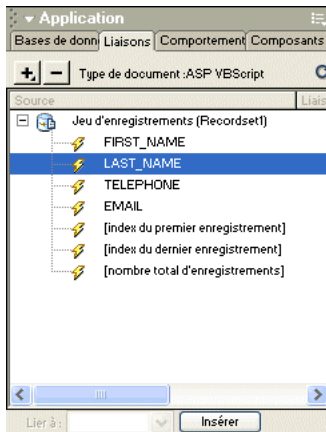 Application
Bases de donn Liaisons Comportement Composants
Type de document :ASP VBScript
Source Liais
Jeu d'enregistrements (Recordset1)
FIRST_NAME
LAST_NAME
TELEPHONE
EMAIL
[index du premier enregistrement]
[index du dernier enregistrement]
[nombre total d'enregistrements]
Lier à : Insérer